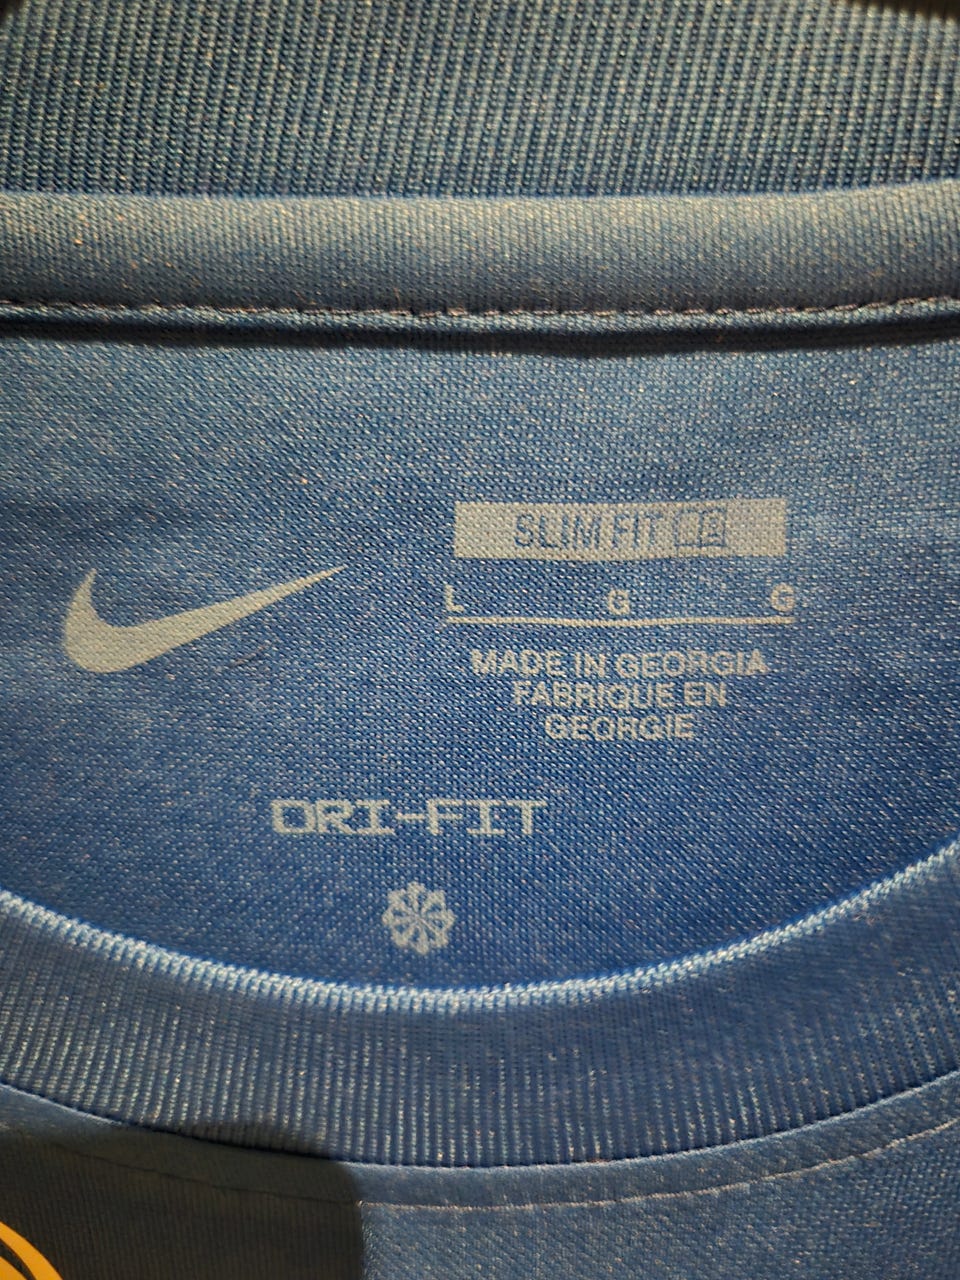 SLIM FIT
L G G
MADE IN GEORGIA
FABRIQUE EN
GEORGIE
DRI-FIT